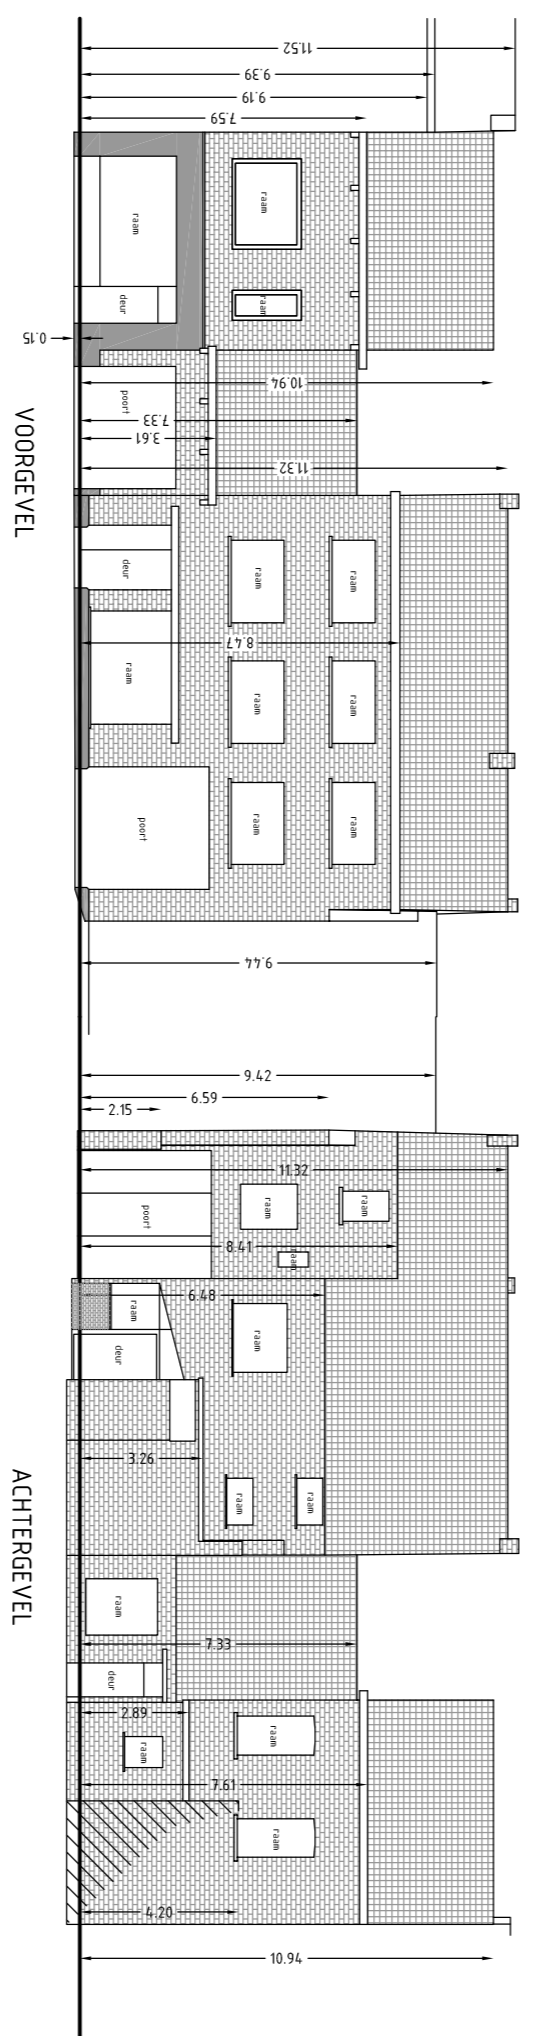 11.52
9.39
9.19
7.59
raam
raam
raam
deur
0.15
poort
10.94
7.33
3.61
11.32
VOORGEVEL
deur
raam
raam
8.47
raam
raam
raam
poort
raam
raam
9.44
9.42
6.59
2.15
11.32
raam
raam
poort
8.41
raam
6.48
raam
raam
deur
3.26
raam
raam
ACHTERGEVEL
raam
7.33
deur
2.89
raam
raam
7.61
raam
4.20
10.94